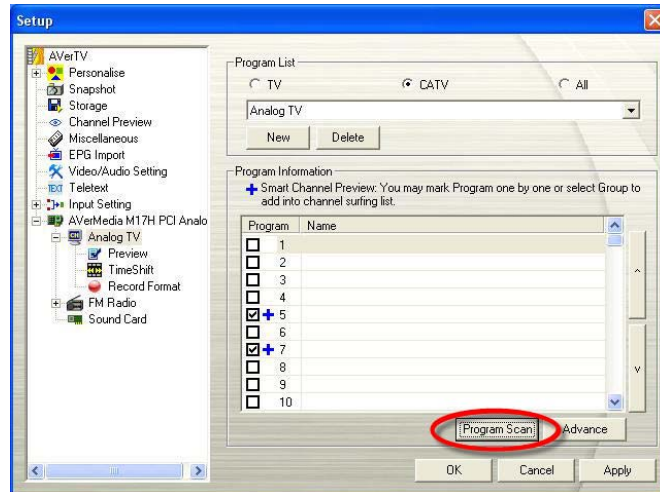 Setup
AVerTV
Personalise
Snapshot
Storage
Channel Preview
Miscellaneous
EPG Import
Video/Audio Setting
TEXT Teletext
Input Setting
AVerMedia M17H PCI Analo
Analog TV
Preview
TimeShift
Record Format
FM Radio
Sound Card
Program List
TV CATV All
Analog TV
New Delete
Program Information
Smart Channel Preview: You may mark Program one by one or select Group to
add into channel surfing list.
Program Name
1
2
3
4
5
6
7
8
9
10
Program Scan Advance
OK Cancel Apply